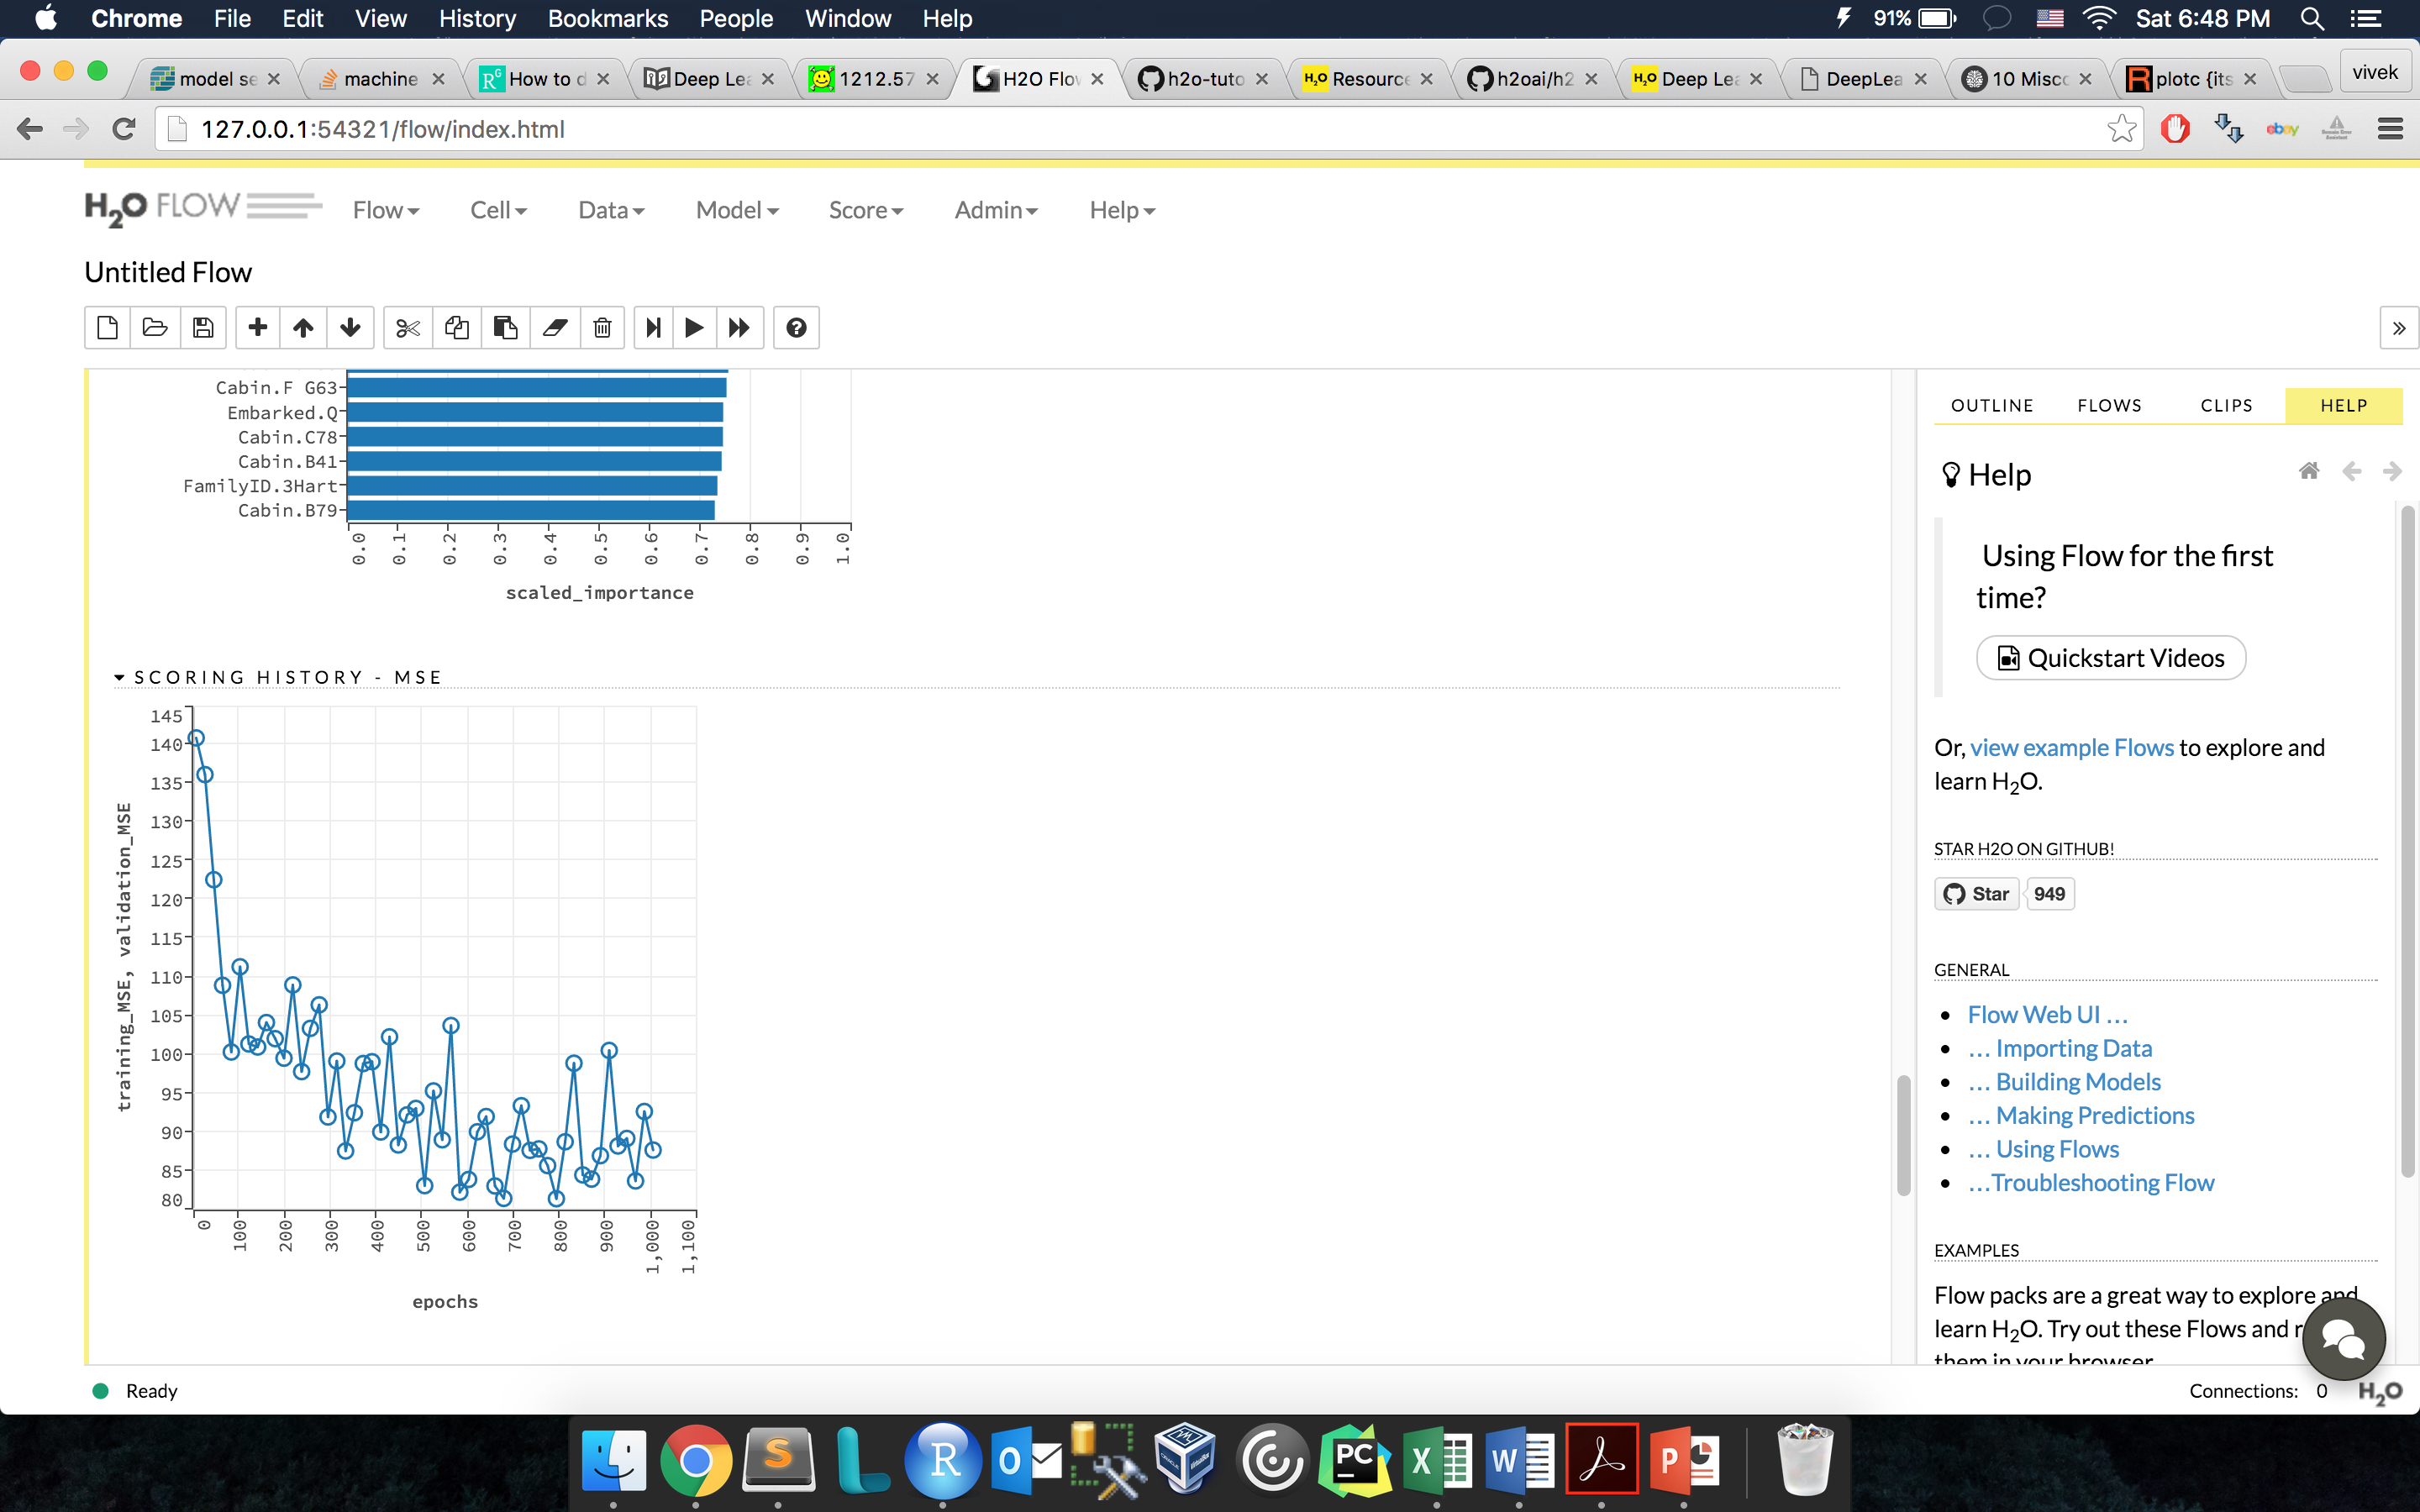 Chrome File Edit View History Bookmarks People Window Help 91% Sat 6:48 PM
model se machine How to d Deep Lea 1212.57 H2O Flow h2o-tuto Resource h2oai/h2 Deep Lea DeepLea 10 Misco plotc {its vivek
127.0.0.1:54321/flow/index.html ebay
H2O FLOW Flow Cell Data Model Score Admin Help
Untitled Flow
Cabin.F G63
Embarked.Q
Cabin.C78
Cabin.B41
FamilyID.3Hart
Cabin.B79
0.0 0.1 0.2 0.3 0.4 0.5 0.6 0.7 0.8 0.9 1.0
scaled_importance
SCORING HISTORY - MSE
145
140
135
130
125
120
115
110
105
100
95
90
85
80
training_MSE, validation_MSE
0 100 200 300 400 500 600 700 800 900 1,000 1,100
epochs
OUTLINE FLOWS CLIPS HELP
Help
Using Flow for the first
time?
Quickstart Videos
Or, view example Flows to explore and
learn H2O.
STAR H2O ON GITHUB!
Star 949
GENERAL
Flow Web UI ...
... Importing Data
... Building Models
... Making Predictions
... Using Flows
...Troubleshooting Flow
EXAMPLES
Flow packs are a great way to explore and
learn H2O. Try out these Flows and r
them in your browser
Ready
Connections: 0 H2O
S R O PC X W P